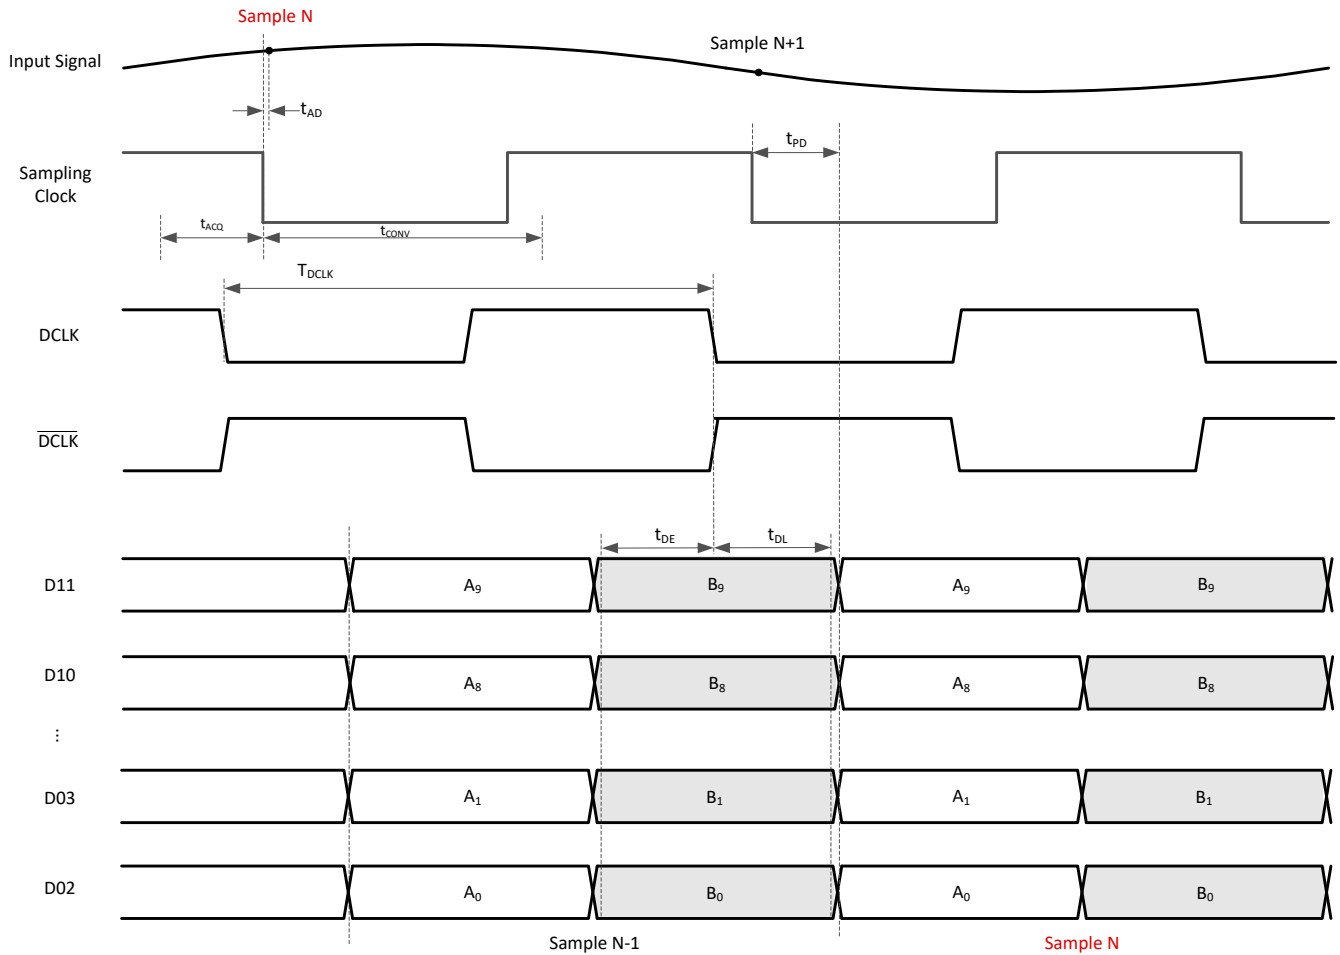 Sample N
Input Signal
Sample N+1
tAD
tPD
Sampling
Clock
tACQ
tCONV
TDCLK
DCLK
DCLK
tDE
tDL
D11
A9
B9
A9
B9
D10
A8
B8
A8
B8
...
D03
A1
B1
A1
B1
D02
A0
B0
A0
B0
Sample N-1
Sample N